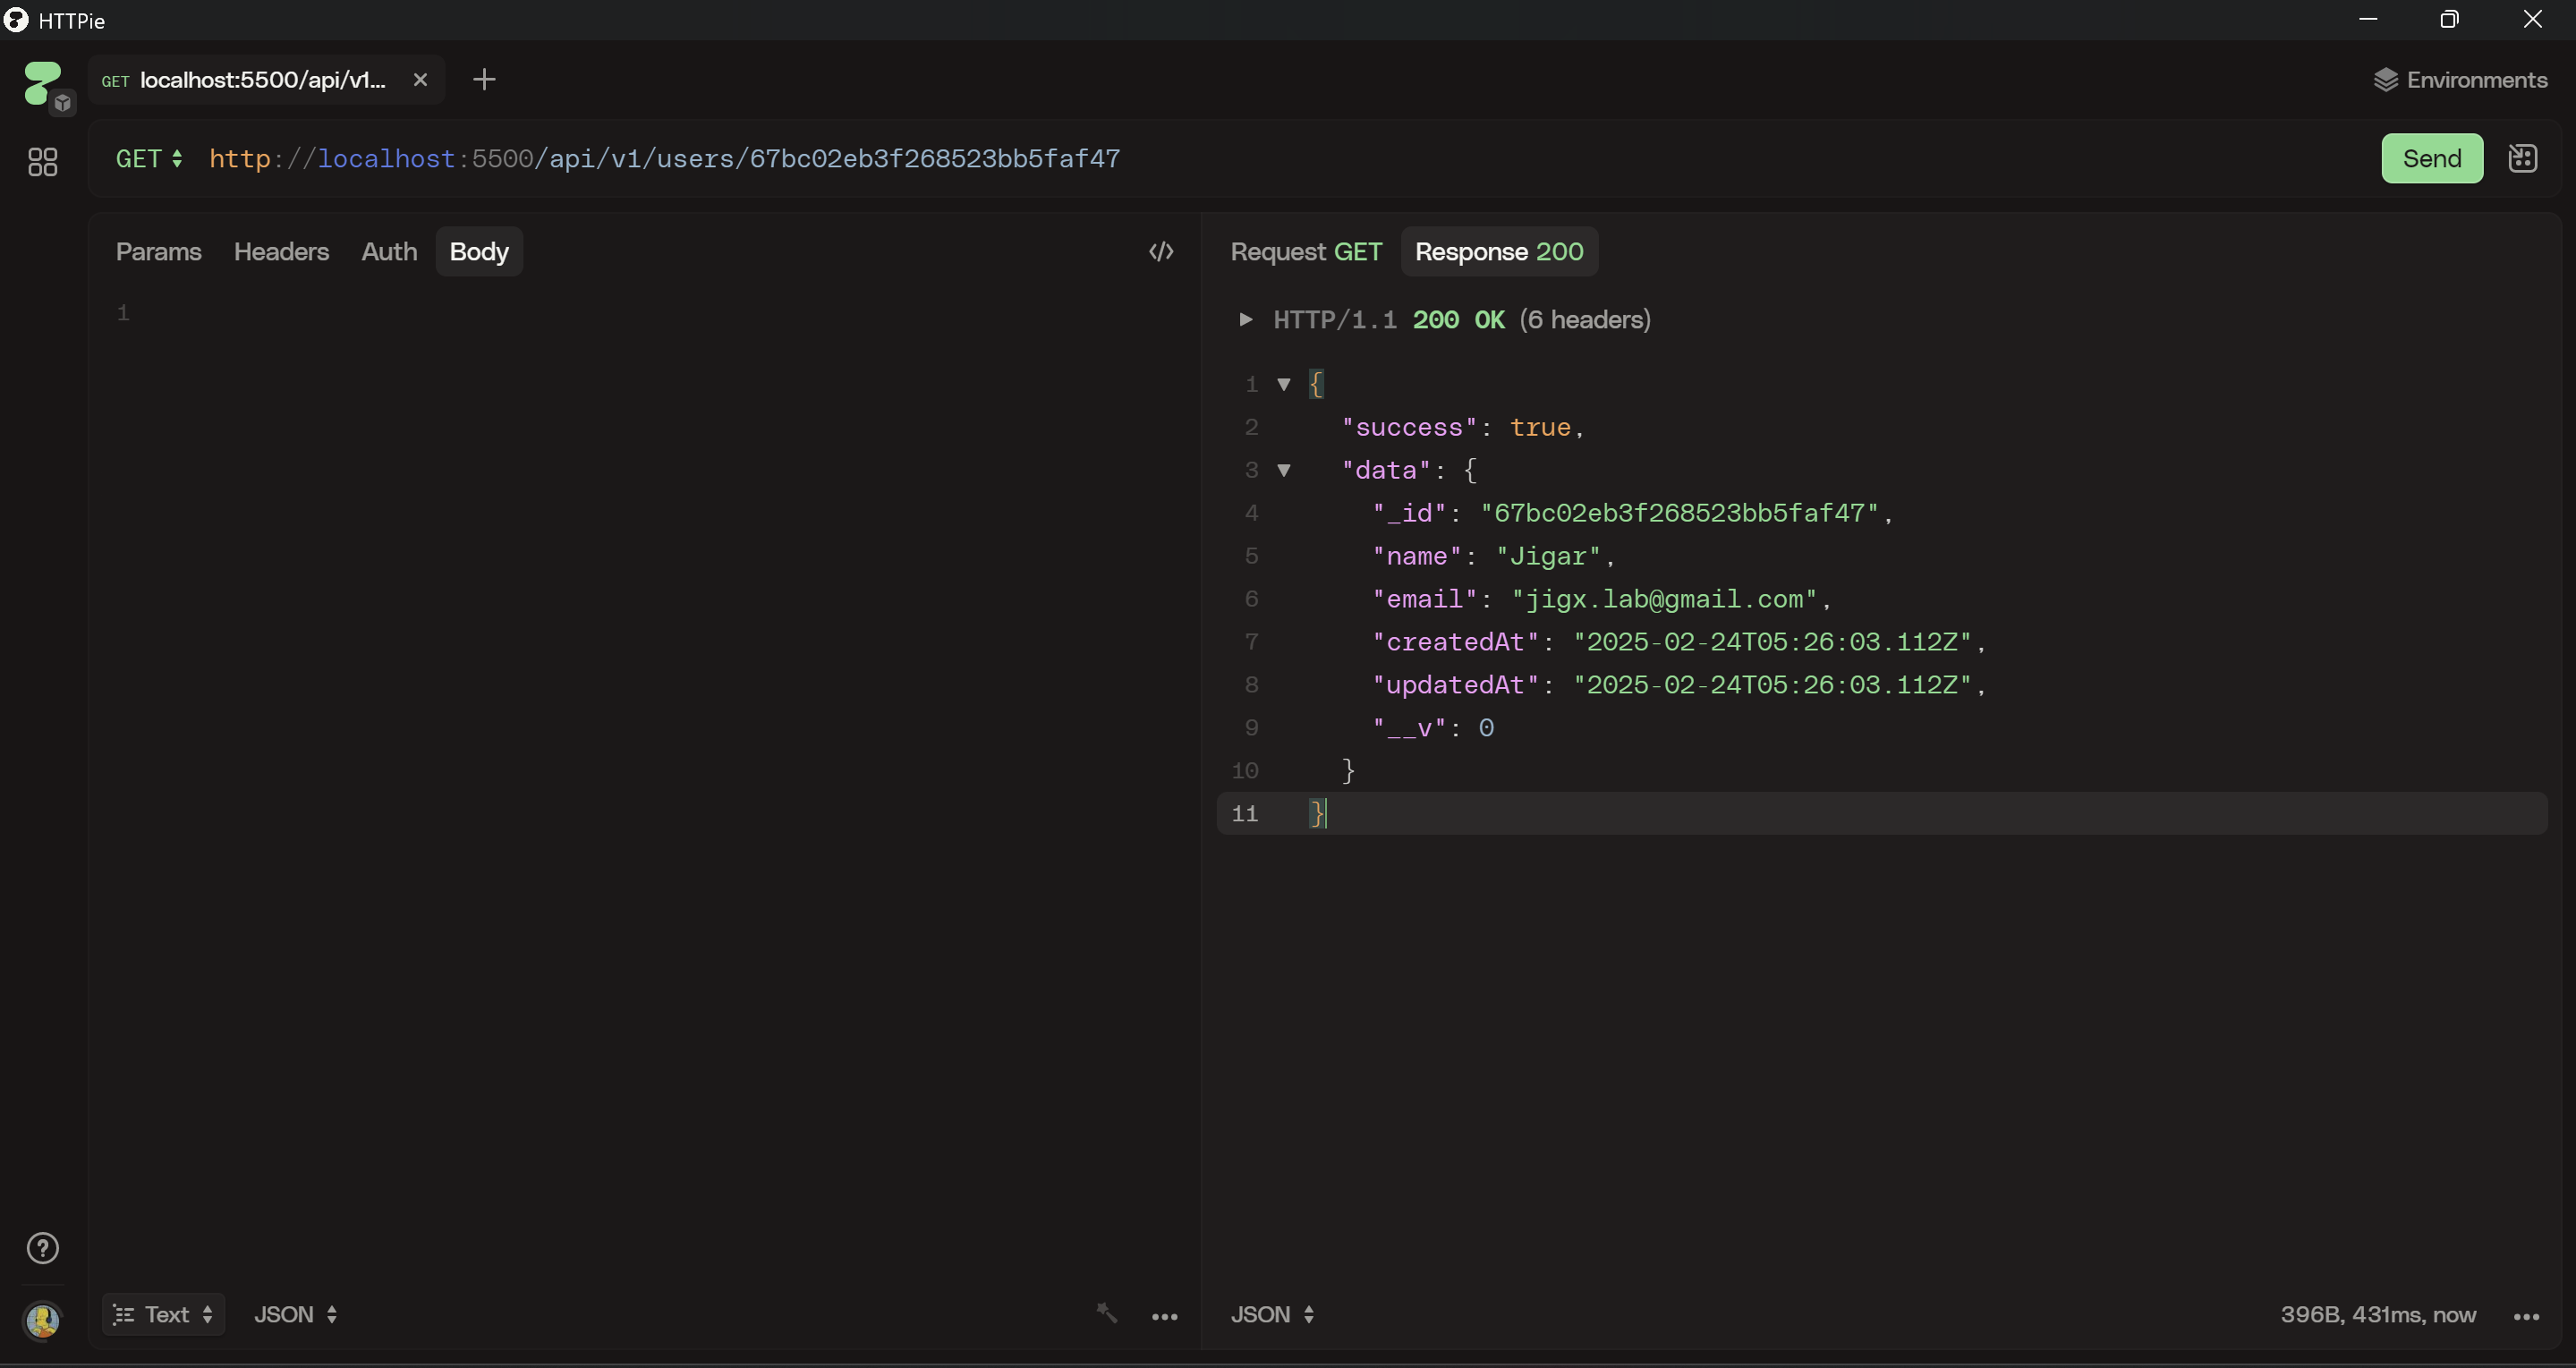 HTTPie
GET localhost:5500/api/v1...
Environments
GET http://localhost:5500/api/v1/users/67bc02eb3f268523bb5faf47
Send
Params Headers Auth Body
1
Request GET Response 200
HTTP/1.1 200 OK (6 headers)
1 {
2 "success": true,
3 "data": {
4 "_id": "67bc02eb3f268523bb5faf47",
5 "name": "Jigar",
6 "email": "jigx.lab@gmail.com",
7 "createdAt": "2025-02-24T05:26:03.112Z",
8 "updatedAt": "2025-02-24T05:26:03.112Z",
9 "__v": 0
10 }
11 }
Text JSON
JSON
396B, 431ms, now